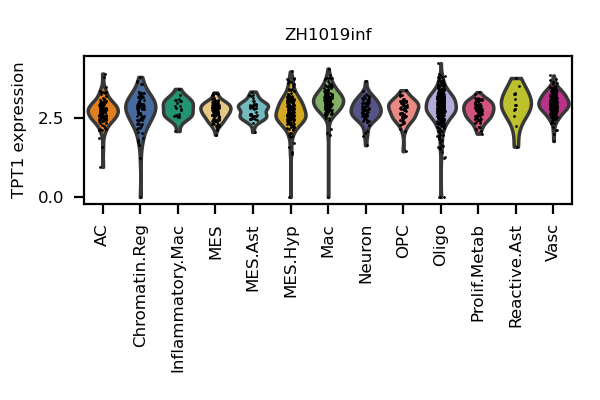 ZH1019inf
TPT1 expression
2.5
0.0
AC
Chromatin.Reg
Inflammatory.Mac
MES
MES.Ast
MES.Hyp
Mac
Neuron
OPC
Oligo
Prolif.Metab
Reactive.Ast
Vasc